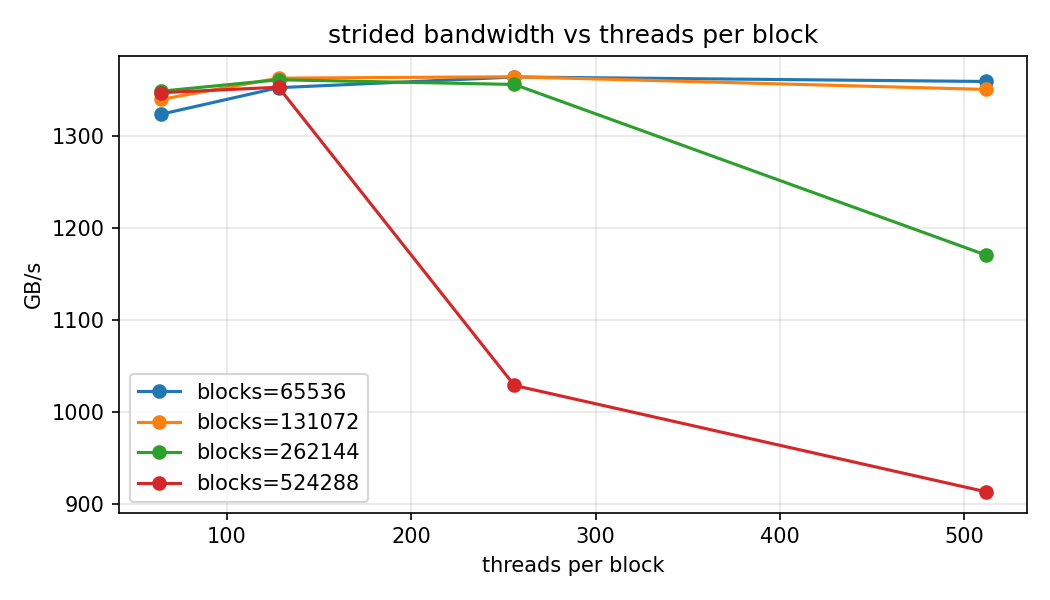 strided bandwidth vs threads per block
GB/s
1300
1200
1100
1000
900
blocks=65536
blocks=131072
blocks=262144
blocks=524288
100
200
300
400
500
threads per block